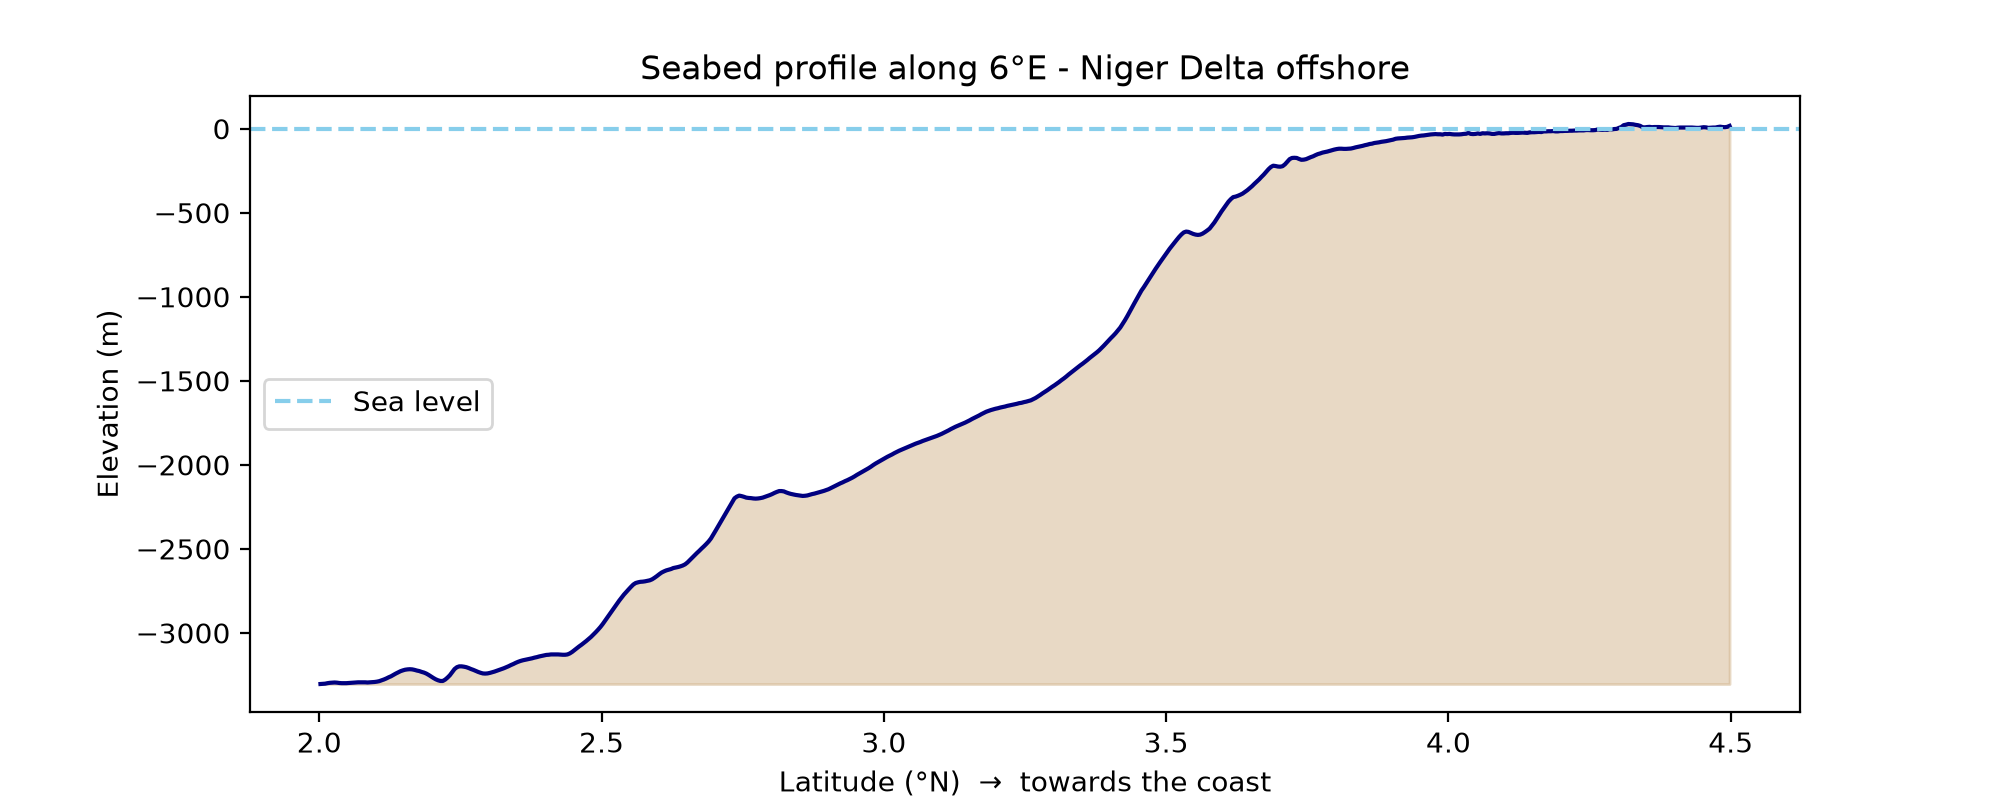 Seabed profile along 6°E - Niger Delta offshore
0
−500
−1000
−1500
−2000
−2500
−3000
Elevation (m)
Sea level
2.0 2.5 3.0 3.5 4.0 4.5
Latitude (°N) → towards the coast